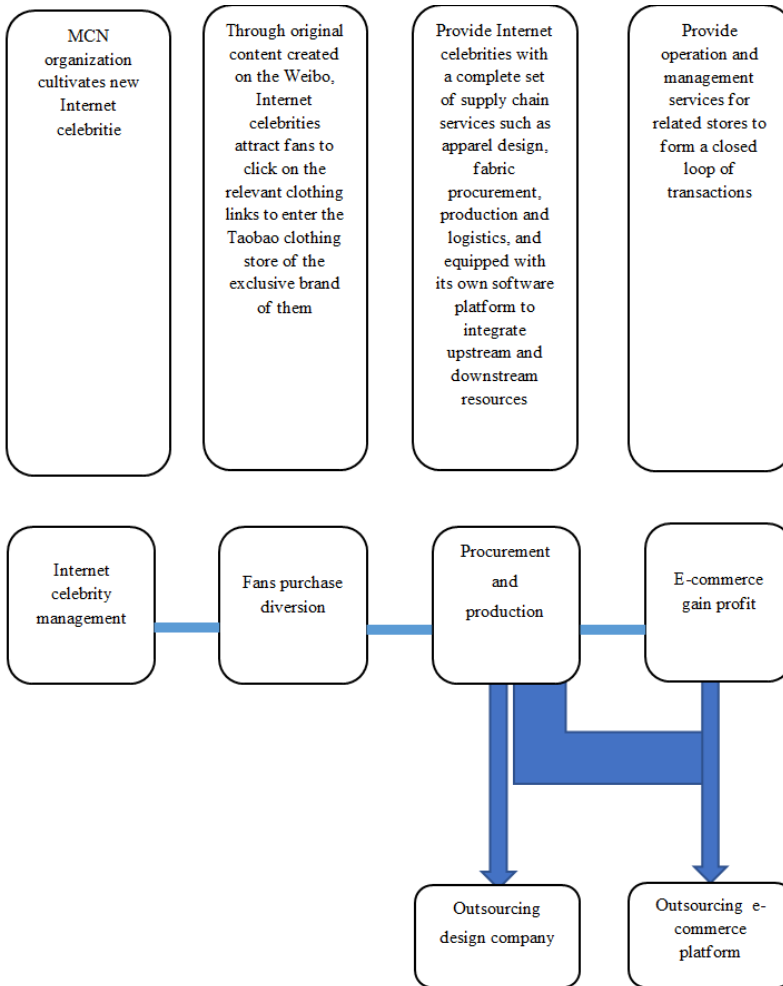 MCN
organization
cultivates new
Internet
celebritie
Through original
content created
on the Weibo,
Internet
celebrities
attract fans to
click on the
relevant clothing
links to enter the
Taobao clothing
store of the
exclusive brand
of them
Provide Internet
celebrities with
a complete set
of supply chain
services such as
apparel design,
fabric
procurement,
production and
logistics, and
equipped with
its own software
platform to
integrate
upstream and
downstream
resources
Provide
operation and
management
services for
related stores to
form a closed
loop of
transactions
Internet
celebrity
management
Fans purchase
diversion
Procurement
and
production
E-commerce
gain profit
Outsourcing
design company
Outsourcing e-
commerce
platform